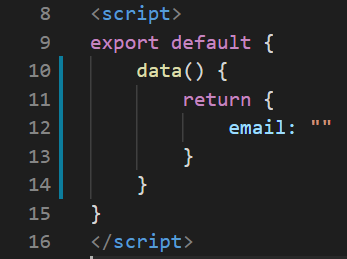 8 <script>
9 export default {
10     data() {
11         return {
12             email: ""
13         }
14     }
15 }
16 </script>